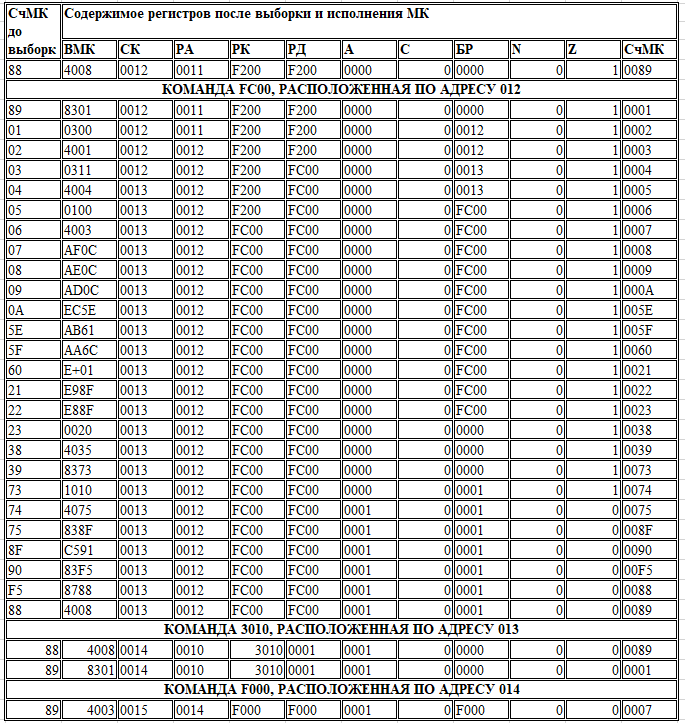 СчМК до выборк Содержимое регистров после выборки и исполнения МК
ВМК СК РА РК РД А С БР N Z СчМК
88 4008 0012 0011 F200 F200 0000 0 0000 0 1 0089
КОМАНДА FC00, РАСПОЛОЖЕННАЯ ПО АДРЕСУ 012
89 8301 0012 0011 F200 F200 0000 0 0000 0 1 0001
01 0300 0012 0011 F200 F200 0000 0 0012 0 1 0002
02 4001 0012 0012 F200 F200 0000 0 0012 0 1 0003
03 0311 0012 0012 F200 FC00 0000 0 0013 0 1 0004
04 4004 0013 0012 F200 FC00 0000 0 0013 0 1 0005
05 0100 0013 0012 F200 FC00 0000 0 FC00 0 1 0006
06 4003 0013 0012 FC00 FC00 0000 0 FC00 0 1 0007
07 AF0C 0013 0012 FC00 FC00 0000 0 FC00 0 1 0008
08 AE0C 0013 0012 FC00 FC00 0000 0 FC00 0 1 0009
09 AD0C 0013 0012 FC00 FC00 0000 0 FC00 0 1 000A
0A EC5E 0013 0012 FC00 FC00 0000 0 FC00 0 1 005E
5E AB61 0013 0012 FC00 FC00 0000 0 FC00 0 1 005F
5F AA6C 0013 0012 FC00 FC00 0000 0 FC00 0 1 0060
60 E+01 0013 0012 FC00 FC00 0000 0 FC00 0 1 0021
21 E98F 0013 0012 FC00 FC00 0000 0 FC00 0 1 0022
22 E88F 0013 0012 FC00 FC00 0000 0 FC00 0 1 0023
23 0020 0013 0012 FC00 FC00 0000 0 0000 0 1 0038
38 4035 0013 0012 FC00 FC00 0000 0 0000 0 1 0039
39 8373 0013 0012 FC00 FC00 0000 0 0000 0 1 0073
73 1010 0013 0012 FC00 FC00 0000 0 0001 0 1 0074
74 4075 0013 0012 FC00 FC00 0001 0 0001 0 0 0075
75 838F 0013 0012 FC00 FC00 0001 0 0001 0 0 008F
8F C591 0013 0012 FC00 FC00 0001 0 0001 0 0 0090
90 83F5 0013 0012 FC00 FC00 0001 0 0001 0 0 00F5
F5 8788 0013 0012 FC00 FC00 0001 0 0001 0 0 0088
88 4008 0013 0012 FC00 FC00 0001 0 0001 0 0 0089
КОМАНДА 3010, РАСПОЛОЖЕННАЯ ПО АДРЕСУ 013
88 4008 0014 0010 3010 0001 0001 0 0000 0 0 0089
89 8301 0014 0010 3010 0001 0001 0 0000 0 0 0001
КОМАНДА F000, РАСПОЛОЖЕННАЯ ПО АДРЕСУ 014
89 4003 0015 0014 F000 F000 0001 0 F000 0 0 0007